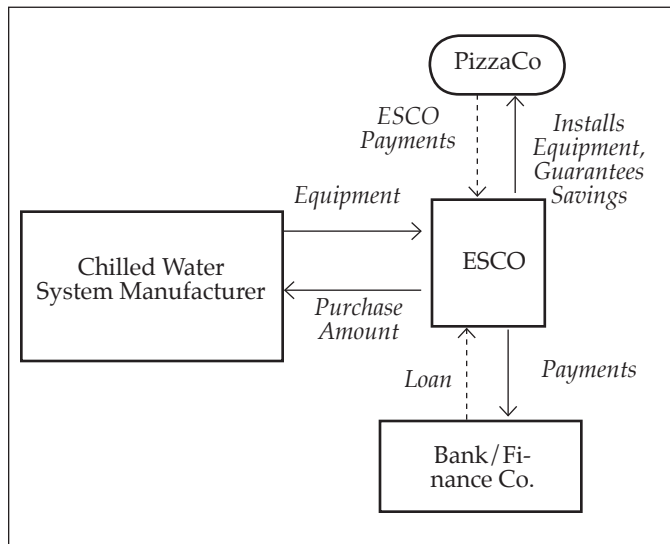 PizzaCo
ESCO
Payments
Installs
Equipment,
Guarantees
Savings
Equipment
Chilled Water
System Manufacturer
ESCO
Purchase
Amount
Loan
Payments
Bank/Fi-
nance Co.